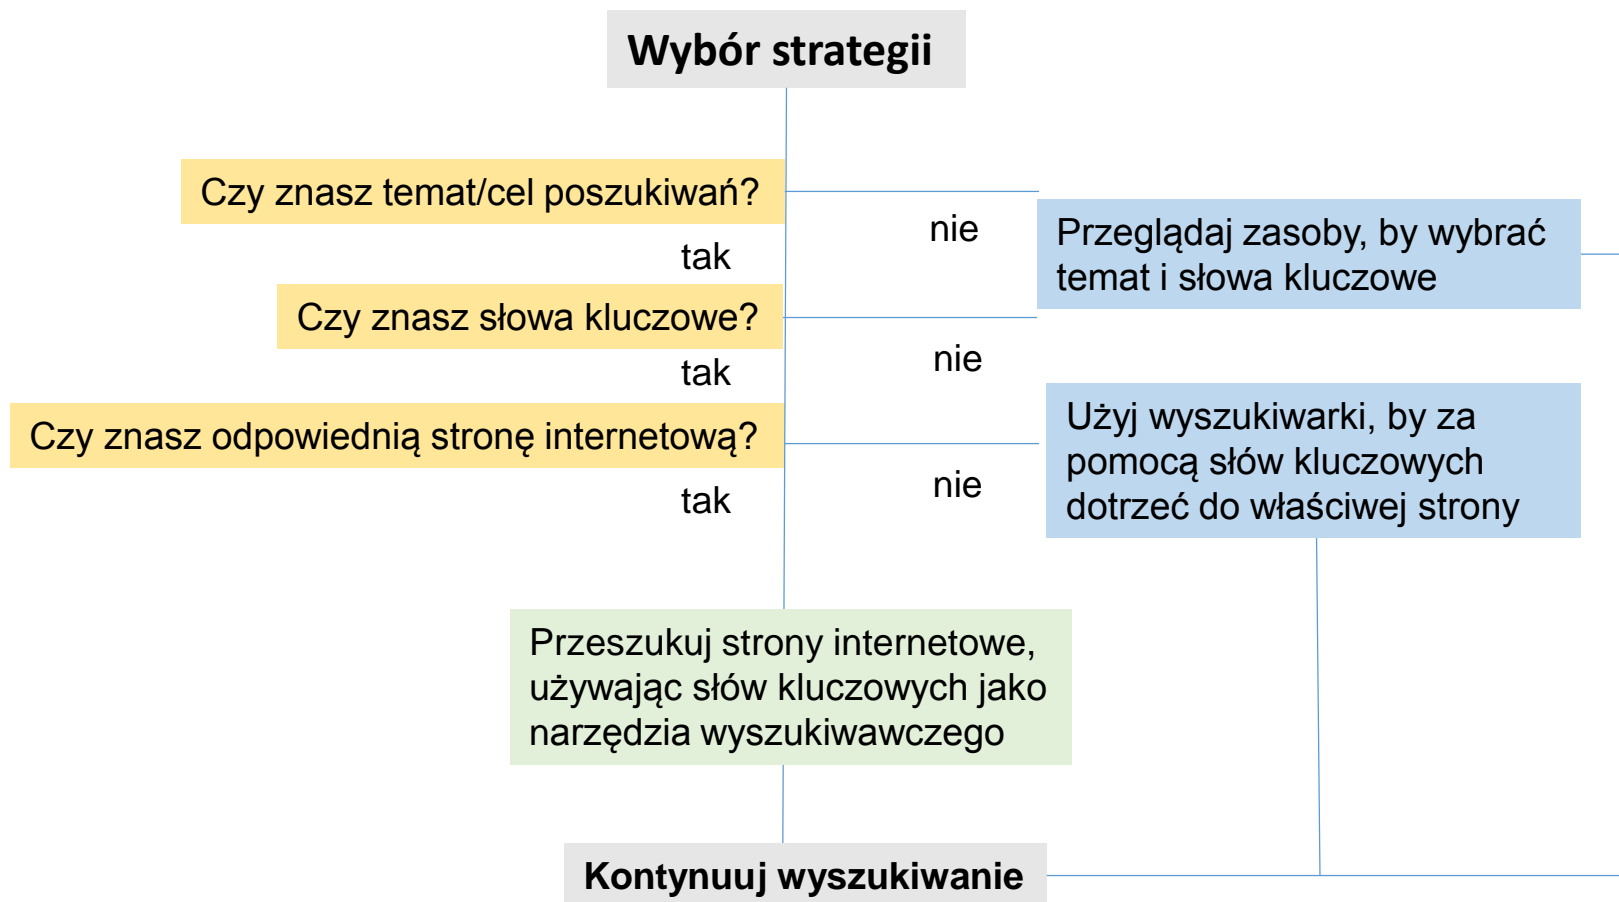 Wybór strategii
Czy znasz temat/cel poszukiwań?
nie
tak
Przeglądaj zasoby, by wybrać
temat i słowa kluczowe
Czy znasz słowa kluczowe?
nie
tak
Czy znasz odpowiednią stronę internetową?
nie
tak
Użyj wyszukiwarki, by za
pomocą słów kluczowych
dotrzeć do właściwej strony
Przeszukuj strony internetowe,
używając słów kluczowych jako
narzędzia wyszukiwawczego
Kontynuuj wyszukiwanie